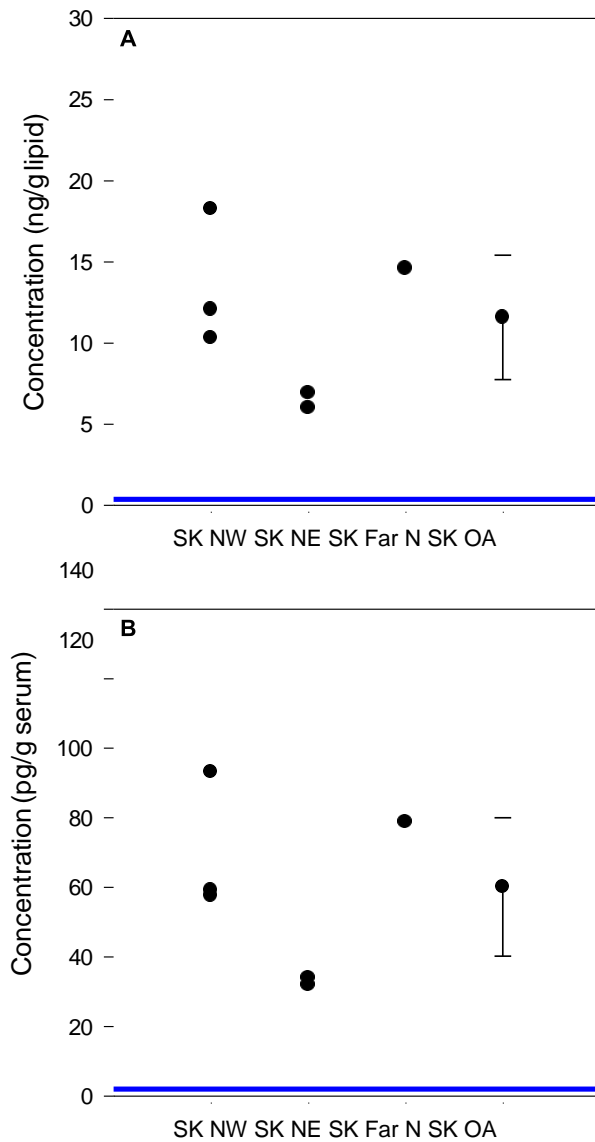 30
A
25
20
15
10
5
0
Concentration (ng/g lipid)
SK NW SK NE SK Far N SK OA
140
120
B
100
80
60
40
20
0
Concentration (pg/g serum)
SK NW SK NE SK Far N SK OA